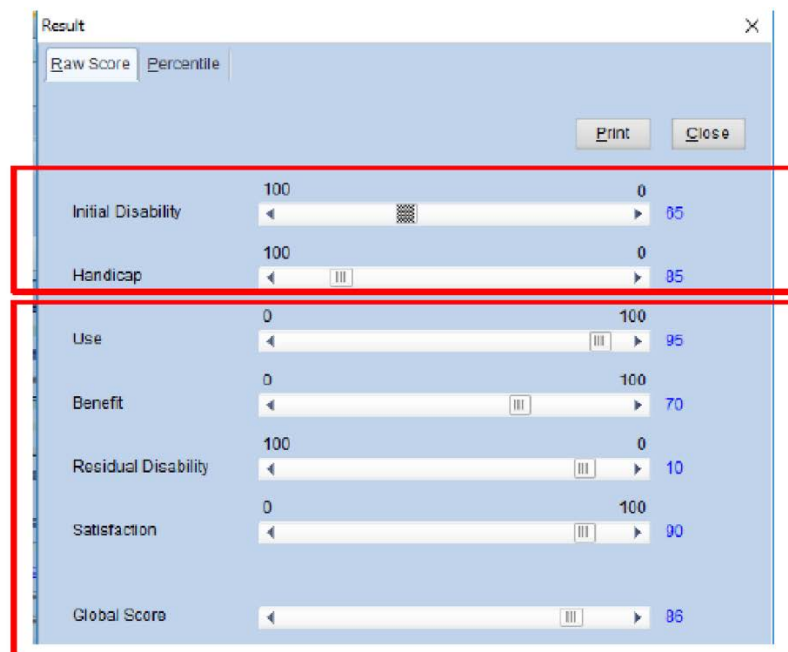 Result
Raw Score Percentile
Print Close
100 0
Initial Disability 65
100 0
Handicap 85
0 100
Use 95
0 100
Benefit 70
100 0
Residual Disability 10
0 100
Satisfaction 90
Global Score 86